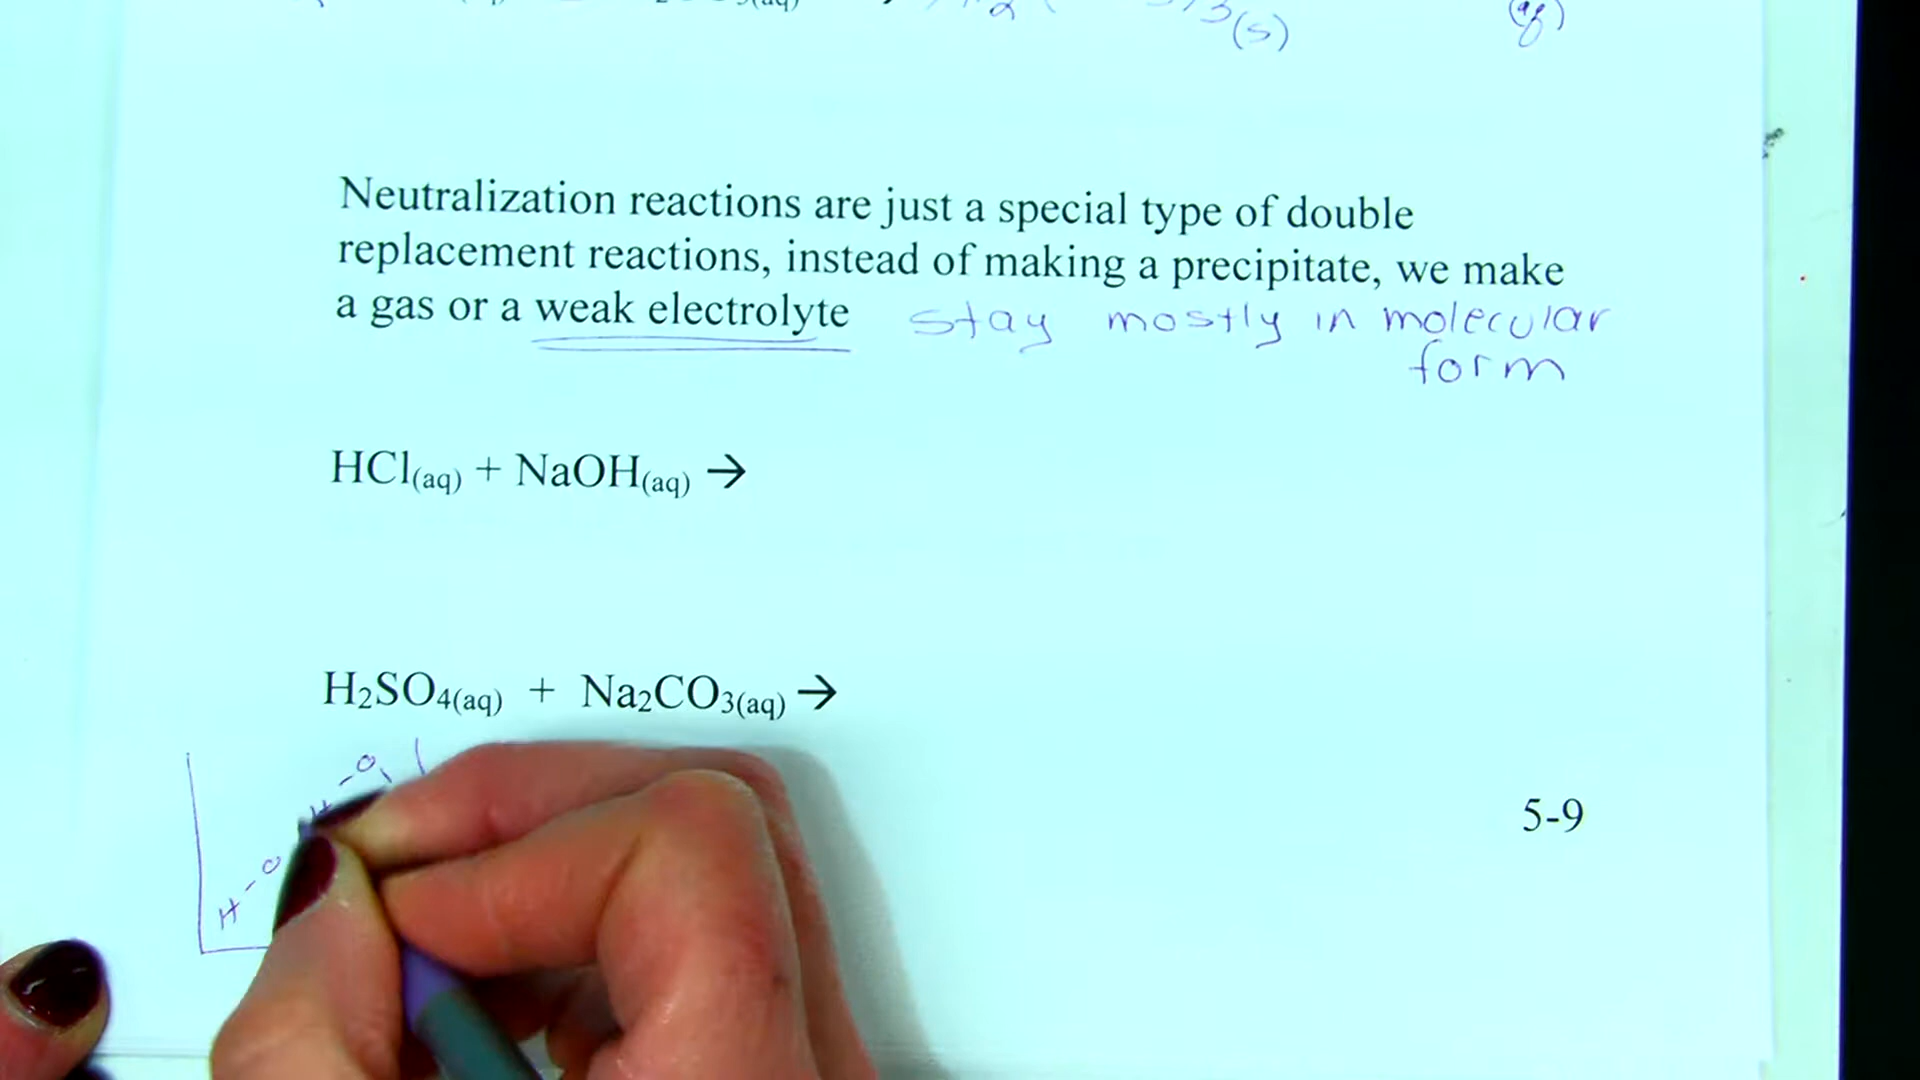 (s)
(aq)
Neutralization reactions are just a special type of double
replacement reactions, instead of making a precipitate, we make
a gas or a weak electrolyte stay mostly in molecular
form
HCl(aq) + NaOH(aq) →
H₂SO₄(aq) + Na₂CO₃(aq) →
5-9
H-O
H
-O